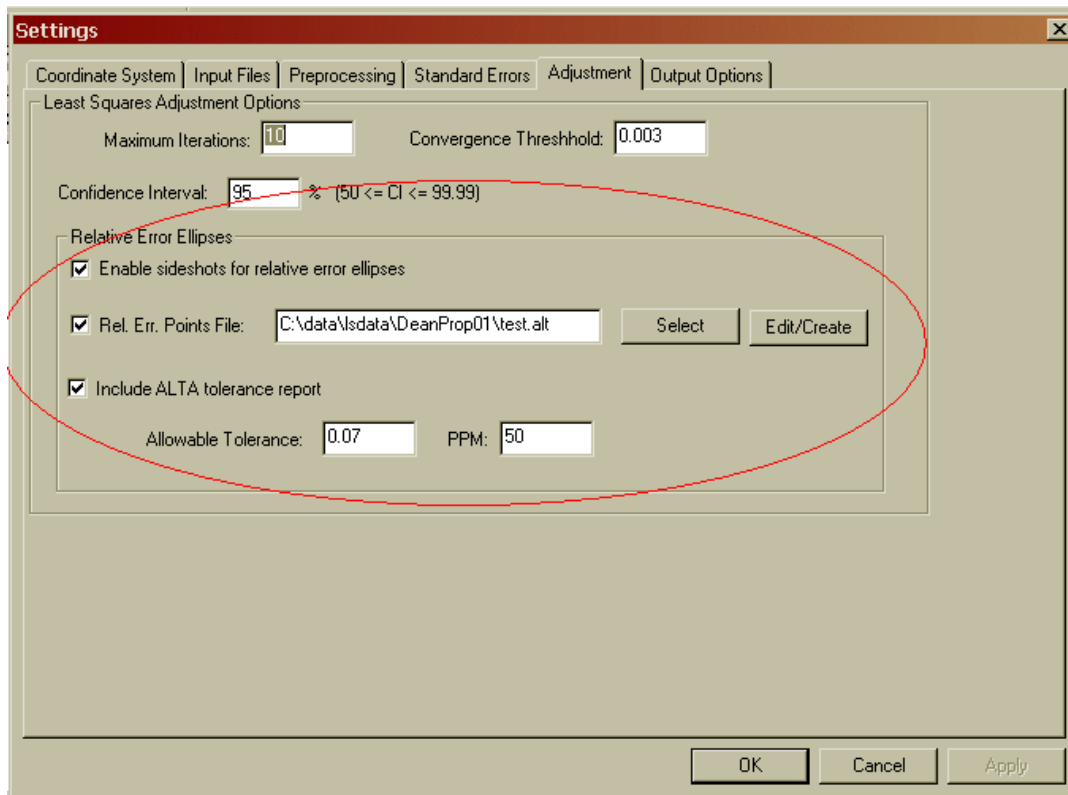 Settings
Coordinate System Input Files Preprocessing Standard Errors Adjustment Output Options
Least Squares Adjustment Options
Maximum Iterations: 10 Convergence Threshhold: 0.003
Confidence Interval: 95 % (50 <= CI <= 99.99)
Relative Error Ellipses
Enable sideshots for relative error ellipses
Rel. Err. Points File: C:\data\lsdata\DeanProp01\test.alt Select Edit/Create
Include ALTA tolerance report
Allowable Tolerance: 0.07 PPM: 50
OK Cancel Apply